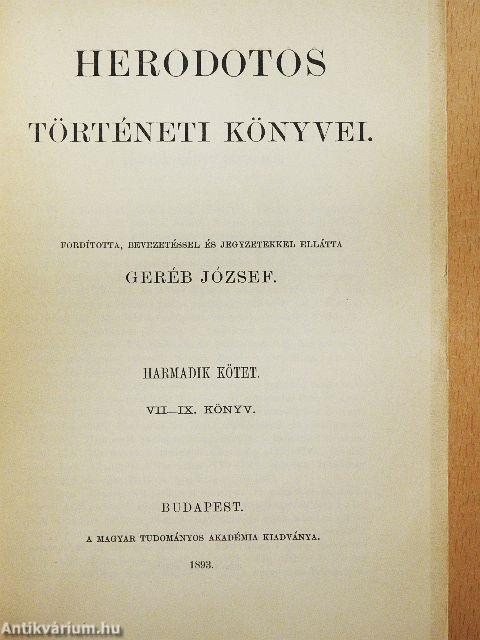 HERODOTOS
TÖRTÉNETI KÖNYVEI.
FORDÍTOTTA, BEVEZETÉSSEL ÉS JEGYZETEKKEL ELLÁTTA
GERÉB JÓZSEF.
HARMADIK KÖTET.
VII—IX. KÖNYV.
BUDAPEST.
A MAGYAR TUDOMÁNYOS AKADÉMIA KIADVÁNYA.
1893.
Antikvárium.hu